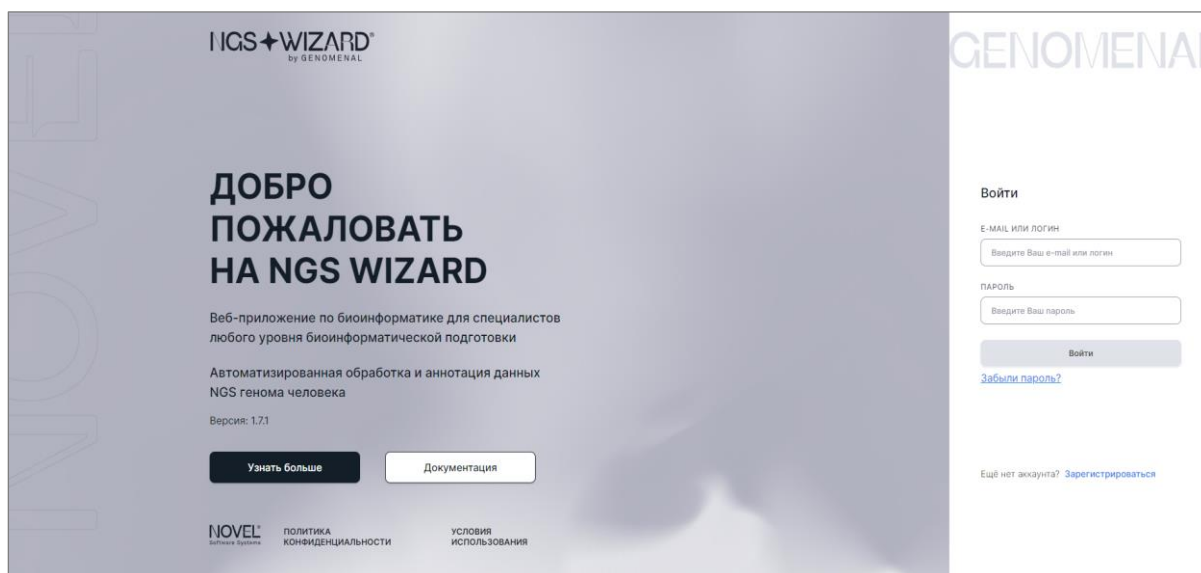 NOVEL
NGS WIZARD®
by GENOMENAL
ДОБРО
ПОЖАЛОВАТЬ
НА NGS WIZARD
Веб-приложение по биоинформатике для специалистов
любого уровня биоинформатической подготовки
Автоматизированная обработка и аннотация данных
NGS генома человека
Версия: 1.7.1
Узнать больше
Документация
NOVEL®
Software Systems
ПОЛИТИКА
КОНФИДЕНЦИАЛЬНОСТИ
УСЛОВИЯ
ИСПОЛЬЗОВАНИЯ
GENOMENAL
Войти
E-MAIL ИЛИ ЛОГИН
Введите Ваш e-mail или логин
ПАРОЛЬ
Введите Ваш пароль
Войти
Забыли пароль?
Ещё нет аккаунта? Зарегистрироваться